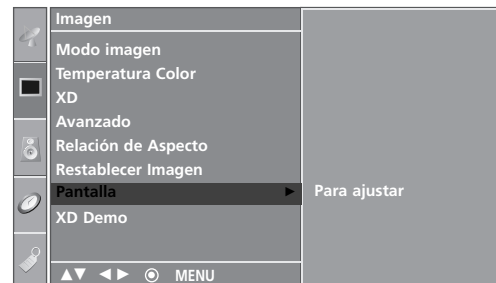 Imagen
Modo imagen
Temperatura Color
XD
Avanzado
Relación de Aspecto
Restablecer Imagen
Pantalla ► Para ajustar
XD Demo
▲▼ ◄► ◉ MENU